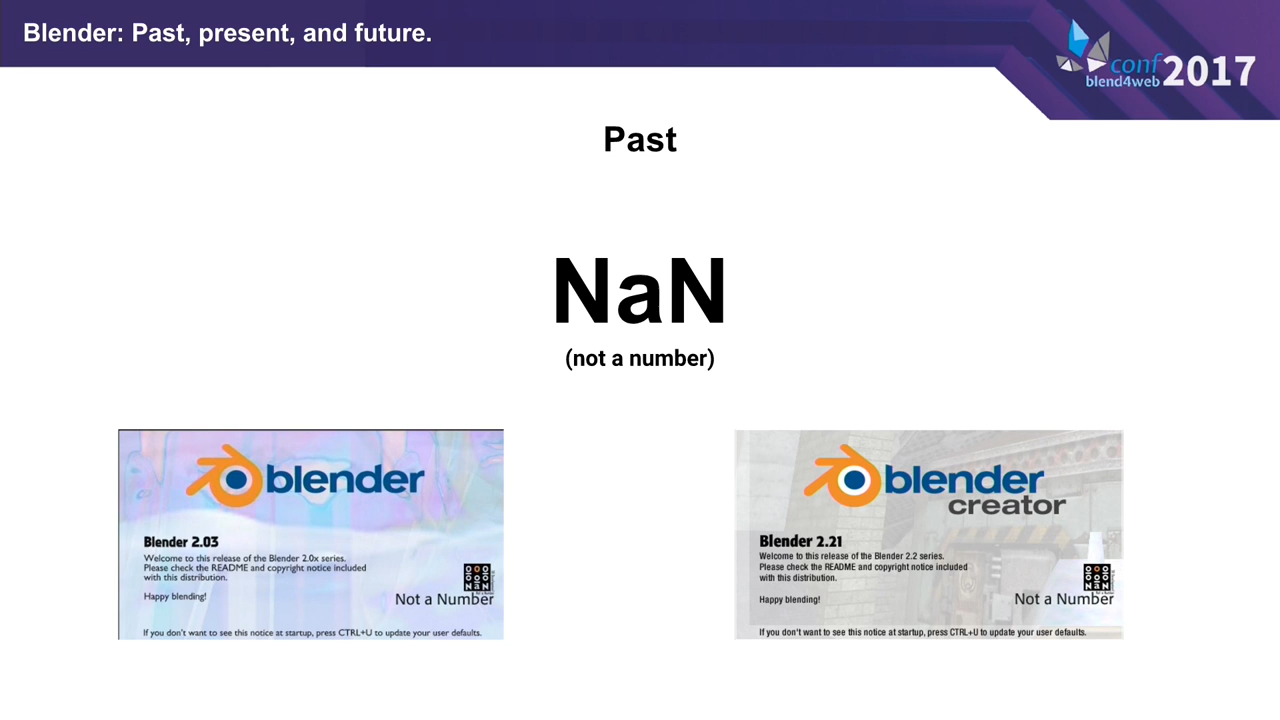 Blender: Past, present, and future.
conf
blend4web 2017
Past
NaN
(not a number)
blender
Blender 2.03
Welcome to this release of the Blender 2.0x series.
Please check the README and copyright notice included
with this distribution.
Happy blending!
Not a Number
If you don't want to see this notice at startup, press CTRL+U to update your user defaults.
blender
creator
Blender 2.21
Welcome to this release of the Blender 2.2 series.
Please check the README and copyright notice included
with this distribution.
Happy blending!
Not a Number
If you don't want to see this notice at startup, press CTRL+U to update your user defaults.